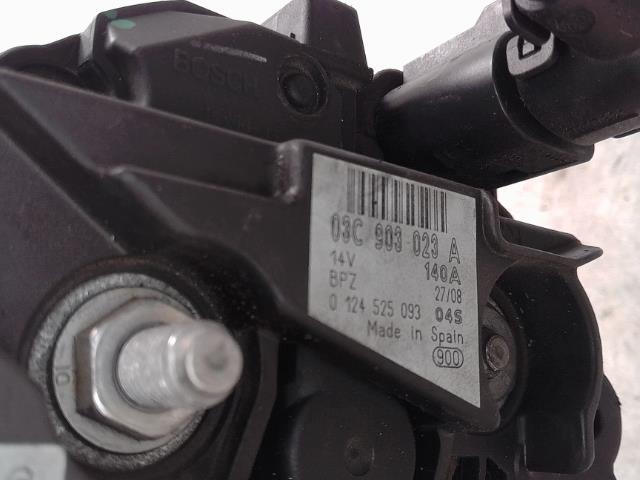 BOSCH
03C 903 023 A
14V 140A
BPZ 27/08
0 124 525 093 04S
Made in Spain
900